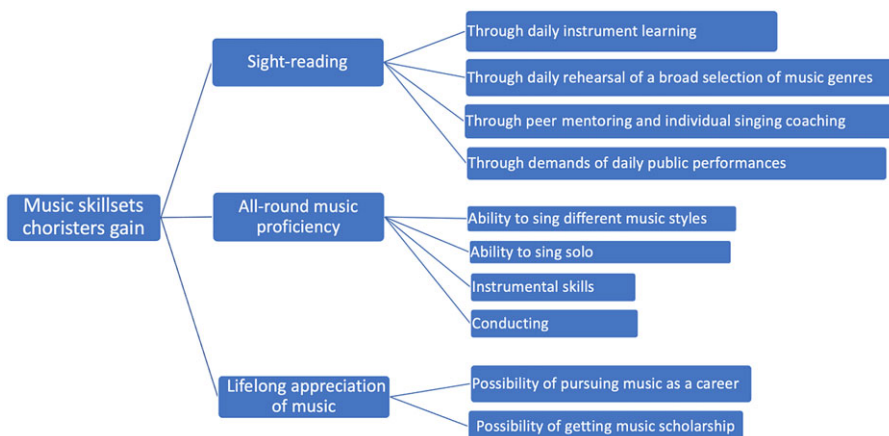 Music skillsets
choristers gain
Sight-reading
Through daily instrument learning
Through daily rehearsal of a broad selection of music genres
Through peer mentoring and individual singing coaching
Through demands of daily public performances
All-round music
proficiency
Ability to sing different music styles
Ability to sing solo
Instrumental skills
Conducting
Lifelong appreciation
of music
Possibility of pursuing music as a career
Possibility of getting music scholarship